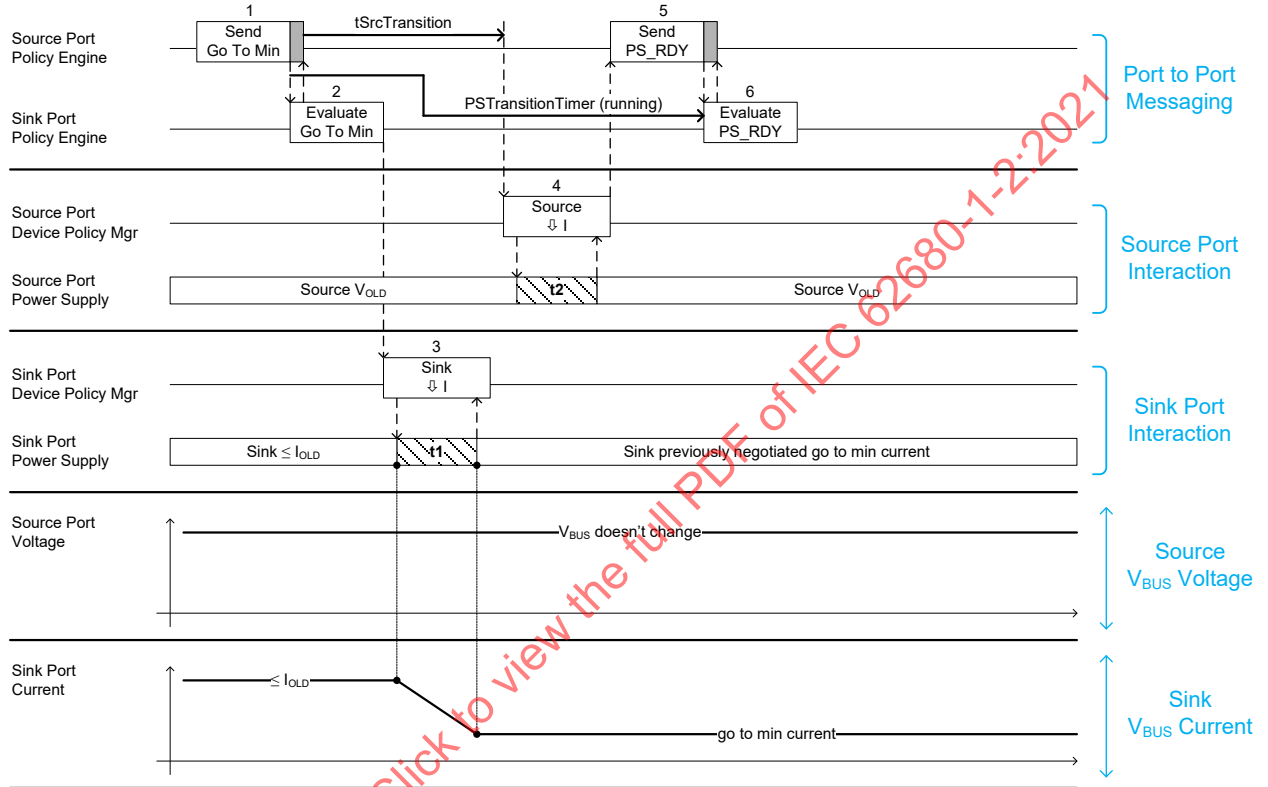 1
Send
Go To Min
tSrcTransition
5
Send
PS_RDY
Source Port
Policy Engine
2
Evaluate
Go To Min
PSTransitionTimer (running)
6
Evaluate
PS_RDY
Sink Port
Policy Engine
Port to Port
Messaging
4
Source
⇩ I
Source Port
Device Policy Mgr
Source Port
Power Supply
Source VOLD
t2
Source VOLD
Source Port
Interaction
3
Sink
⇩ I
Sink Port
Device Policy Mgr
Sink Port
Power Supply
Sink ≤ IOLD
t1
Sink previously negotiated go to min current
Sink Port
Interaction
Source Port
Voltage
VBUS doesn't change
Source
VBUS Voltage
Sink Port
Current
≤ IOLD
go to min current
Sink
VBUS Current
Click to view the full PDF of IEC 62680-1-2:2021